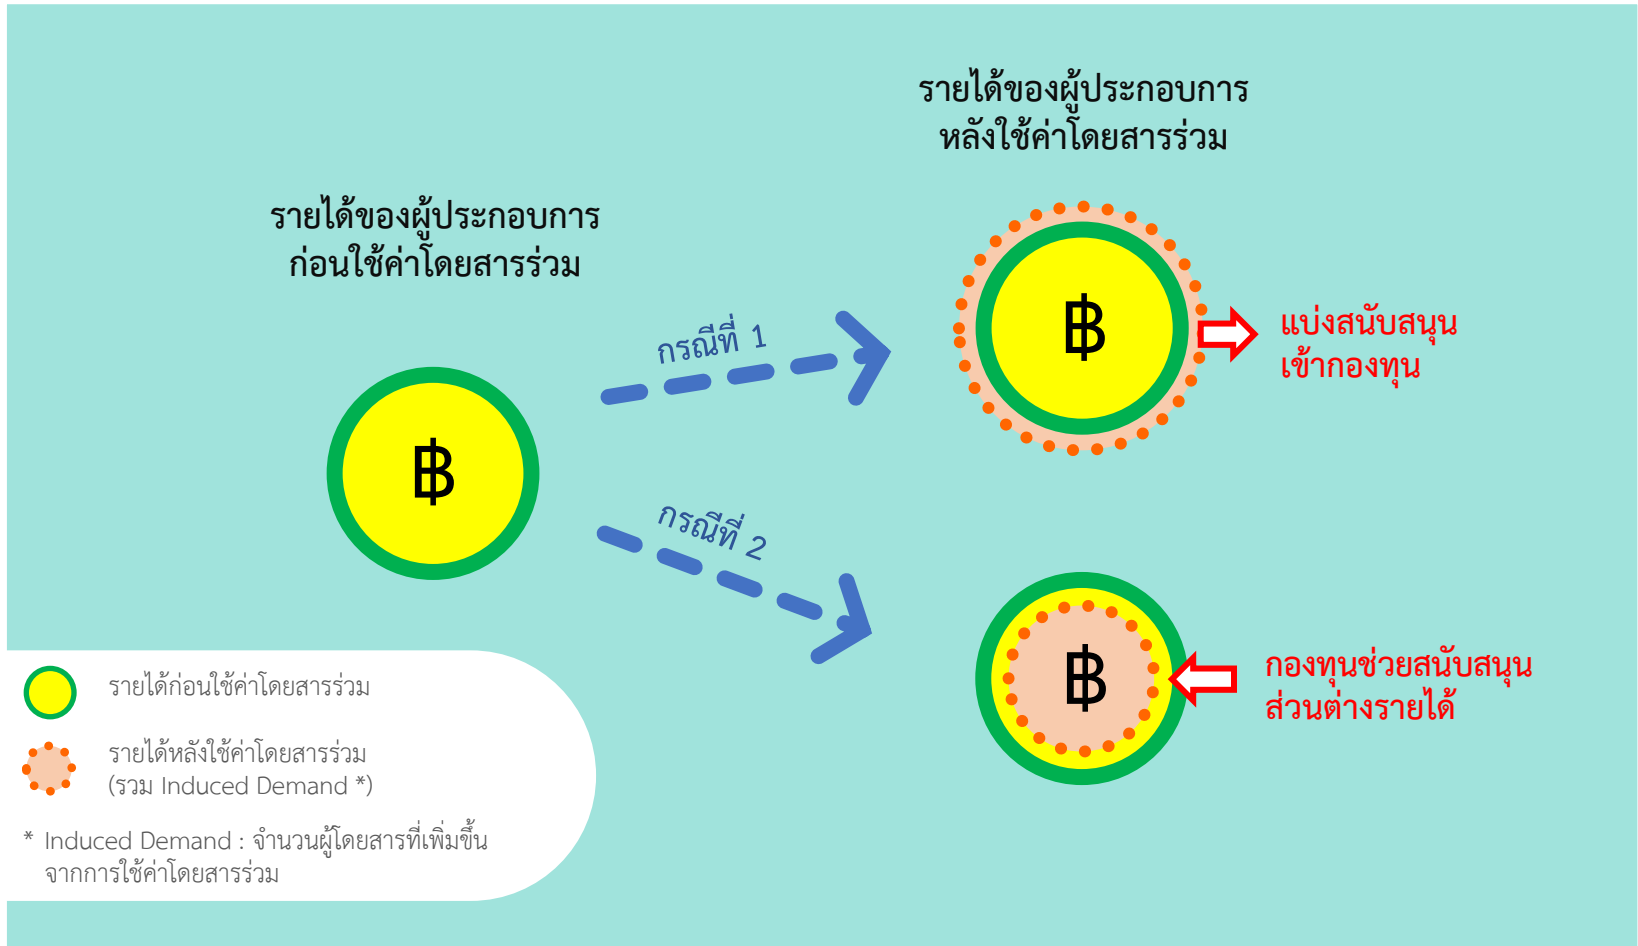 รายได้ของผู้ประกอบการ
ก่อนใช้ค่าโดยสารร่วม
฿
กรณีที่ 1
กรณีที่ 2
รายได้ของผู้ประกอบการ
หลังใช้ค่าโดยสารร่วม
฿
แบ่งสนับสนุน
เข้ากองทุน
฿
กองทุนช่วยสนับสนุน
ส่วนต่างรายได้
รายได้ก่อนใช้ค่าโดยสารร่วม
รายได้หลังใช้ค่าโดยสารร่วม
(รวม Induced Demand *)
* Induced Demand : จำนวนผู้โดยสารที่เพิ่มขึ้น
จากการใช้ค่าโดยสารร่วม